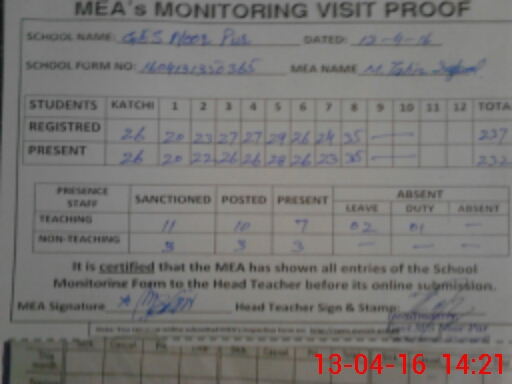 MEA's MONITORING VISIT PROOF
SCHOOL NAME: GES Noor Pur DATED: 12-4-16
SCHOOL FORM NO: MEA NAME M.
STUDENTS KATCHI 1 2 3 4 5 6 7 8 9 10 11 12 TOTA
REGISTRED 26 20 23 27 27 29 26 24 35 — 237
PRESENT 26 20 22 26 26 28 26 23 35 — 232
PRESENCE STAFF SANCTIONED POSTED PRESENT ABSENT
LEAVE DUTY ABSENT
TEACHING 11 10 7 02 01 —
NON-TEACHING 3 3 3 — — —
It is certified that the MEA has shown all entries of the School
Monitoring Form to the Head Teacher before its online submission.
MEA Signature Head Teacher Sign & Stamp:
13-04-16 14:21